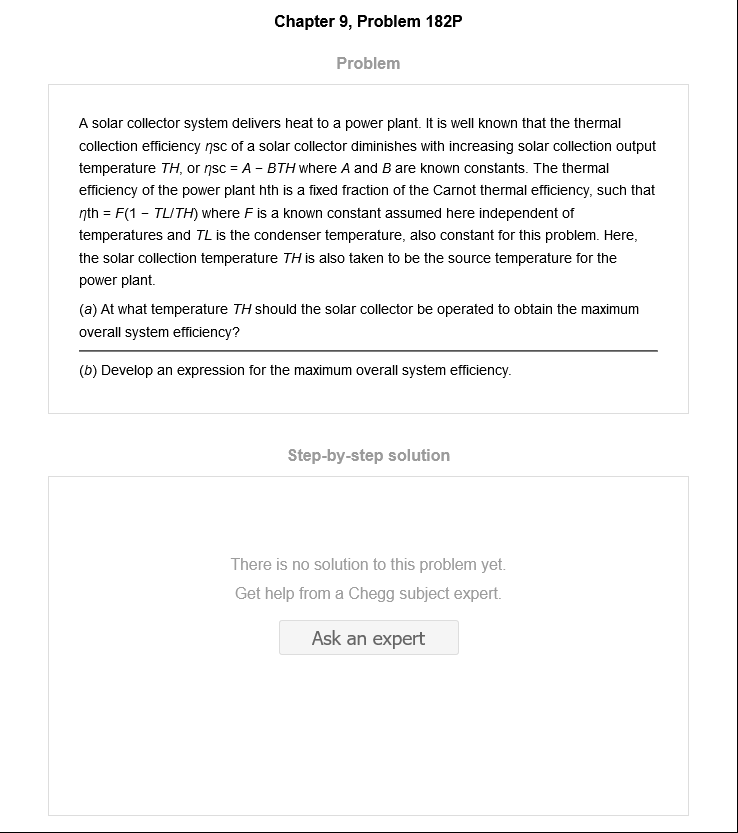 Chapter 9, Problem 182P
Problem
A solar collector system delivers heat to a power plant. It is well known that the thermal
collection efficiency ηsc of a solar collector diminishes with increasing solar collection output
temperature TH, or ηsc = A − BTH where A and B are known constants. The thermal
efficiency of the power plant hth is a fixed fraction of the Carnot thermal efficiency, such that
ηth = F(1 − TL/TH) where F is a known constant assumed here independent of
temperatures and TL is the condenser temperature, also constant for this problem. Here,
the solar collection temperature TH is also taken to be the source temperature for the
power plant.
(a) At what temperature TH should the solar collector be operated to obtain the maximum
overall system efficiency?
(b) Develop an expression for the maximum overall system efficiency.
Step-by-step solution
There is no solution to this problem yet.
Get help from a Chegg subject expert.
Ask an expert